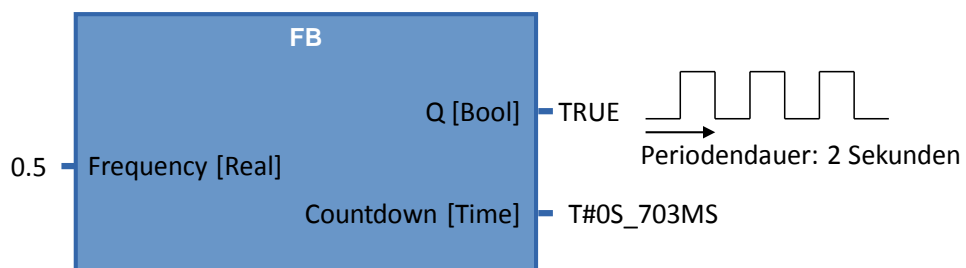 FB
Q [Bool] TRUE
Periodendauer: 2 Sekunden
0.5 Frequency [Real]
Countdown [Time] T#0S_703MS